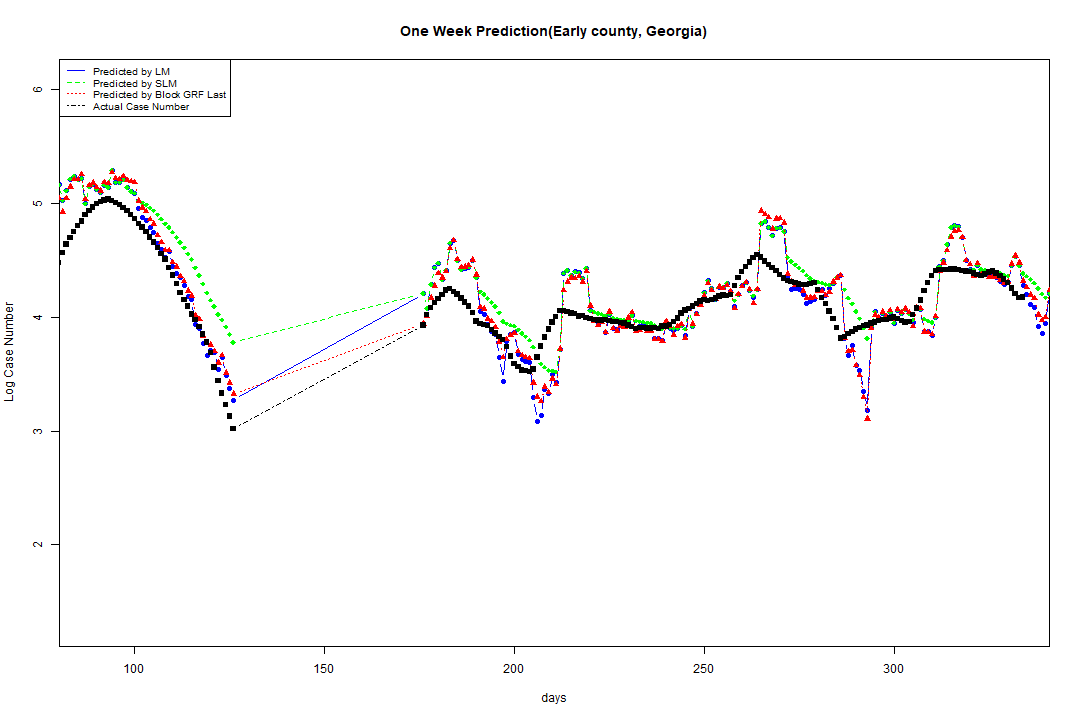 One Week Prediction(Early county, Georgia)
Predicted by LM
Predicted by SLM
Predicted by Block GRF Last
Actual Case Number
6
5
4
3
2
Log Case Number
100 150 200 250 300
days